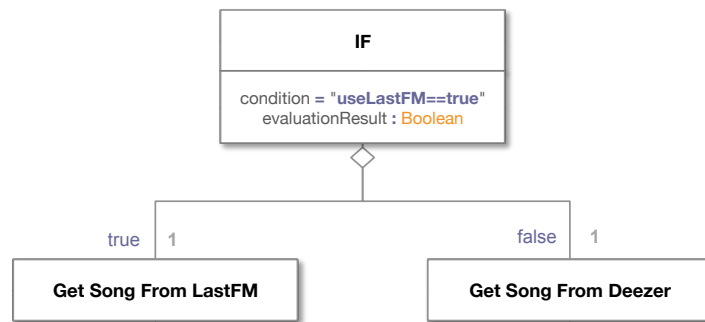 IF
condition = "useLastFM==true"
evaluationResult : Boolean
true 1
false 1
Get Song From LastFM
Get Song From Deezer